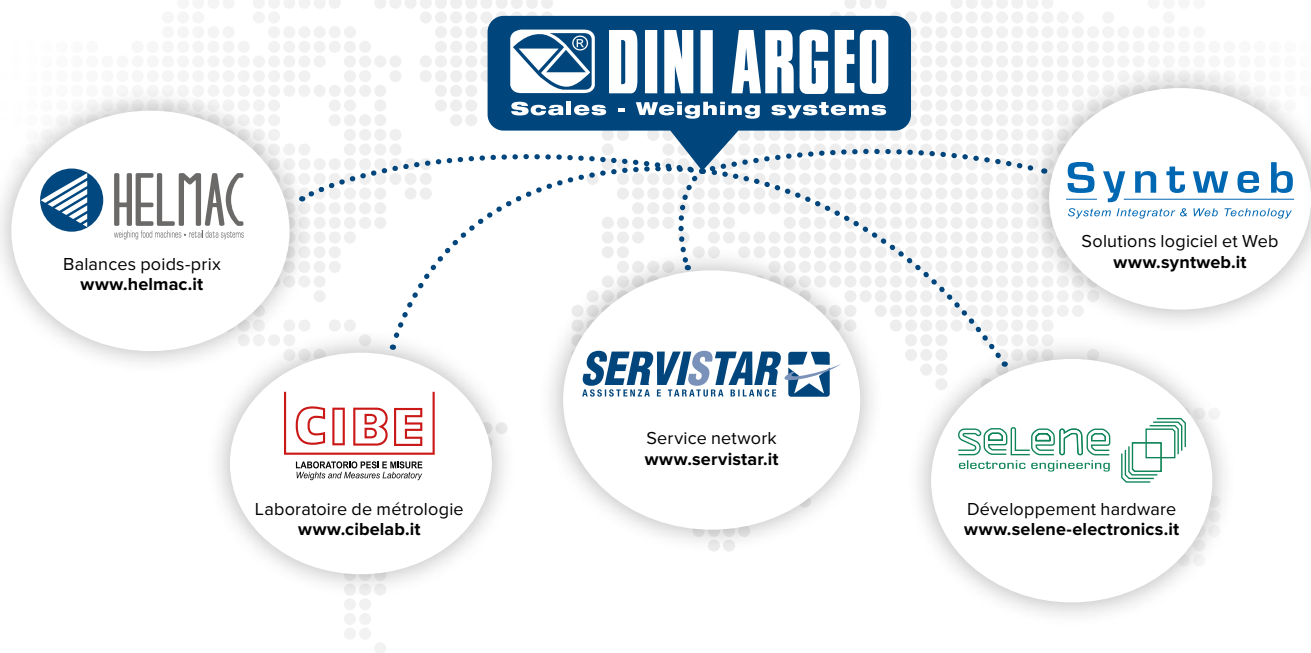 ® DINI ARGEO
Scales - Weighing systems
HELMAC
weighing food machines • retail data systems
Balances poids-prix
www.helmac.it
CIBE
LABORATORIO PESI E MISURE
Weights and Measures Laboratory
Laboratoire de métrologie
www.cibelab.it
SERVISTAR
ASSISTENZA E TARATURA BILANCE
Service network
www.servistar.it
seLene
electronic engineering
Développement hardware
www.selene-electronics.it
Syntweb
System Integrator & Web Technology
Solutions logiciel et Web
www.syntweb.it